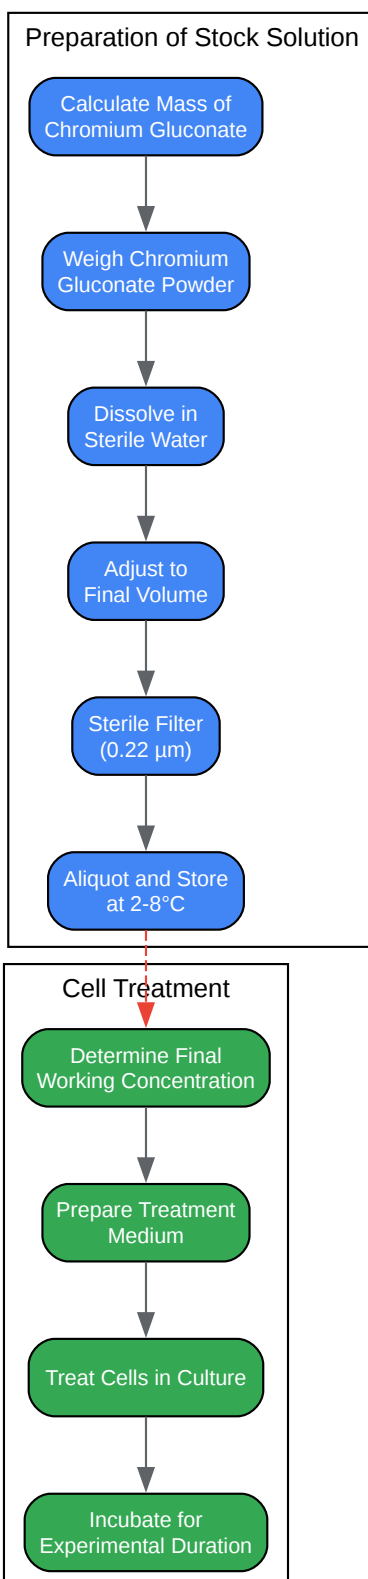 Preparation of Stock Solution
Calculate Mass of
Chromium Gluconate
Weigh Chromium
Gluconate Powder
Dissolve in
Sterile Water
Adjust to
Final Volume
Sterile Filter
(0.22 µm)
Aliquot and Store
at 2-8°C
Cell Treatment
Determine Final
Working Concentration
Prepare Treatment
Medium
Treat Cells in Culture
Incubate for
Experimental Duration